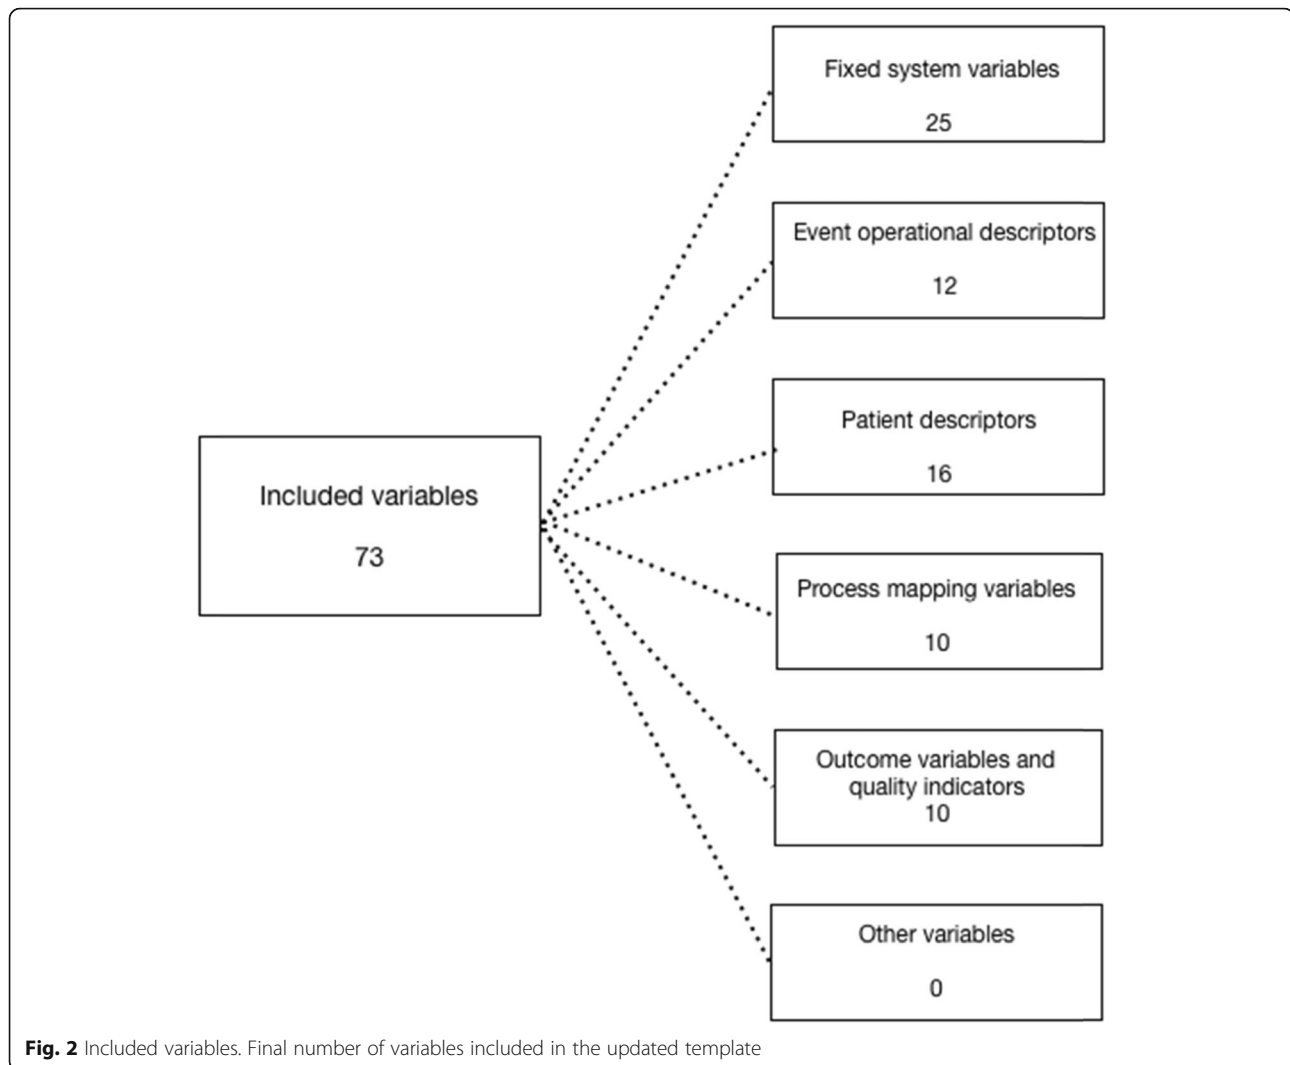 Fixed system variables
25
Event operational descriptors
12
Patient descriptors
16
Included variables
73
Process mapping variables
10
Outcome variables and
quality indicators
10
Other variables
0
Fig. 2 Included variables. Final number of variables included in the updated template